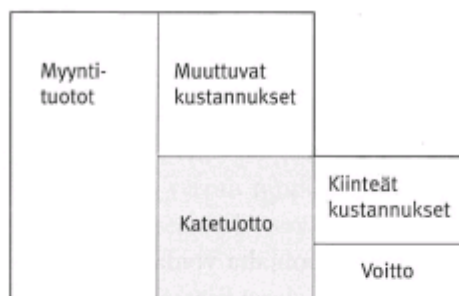 Myynti-
tuotot
Muuttuvat
kustannukset
Katetuotto
Kiinteät
kustannukset
Voitto